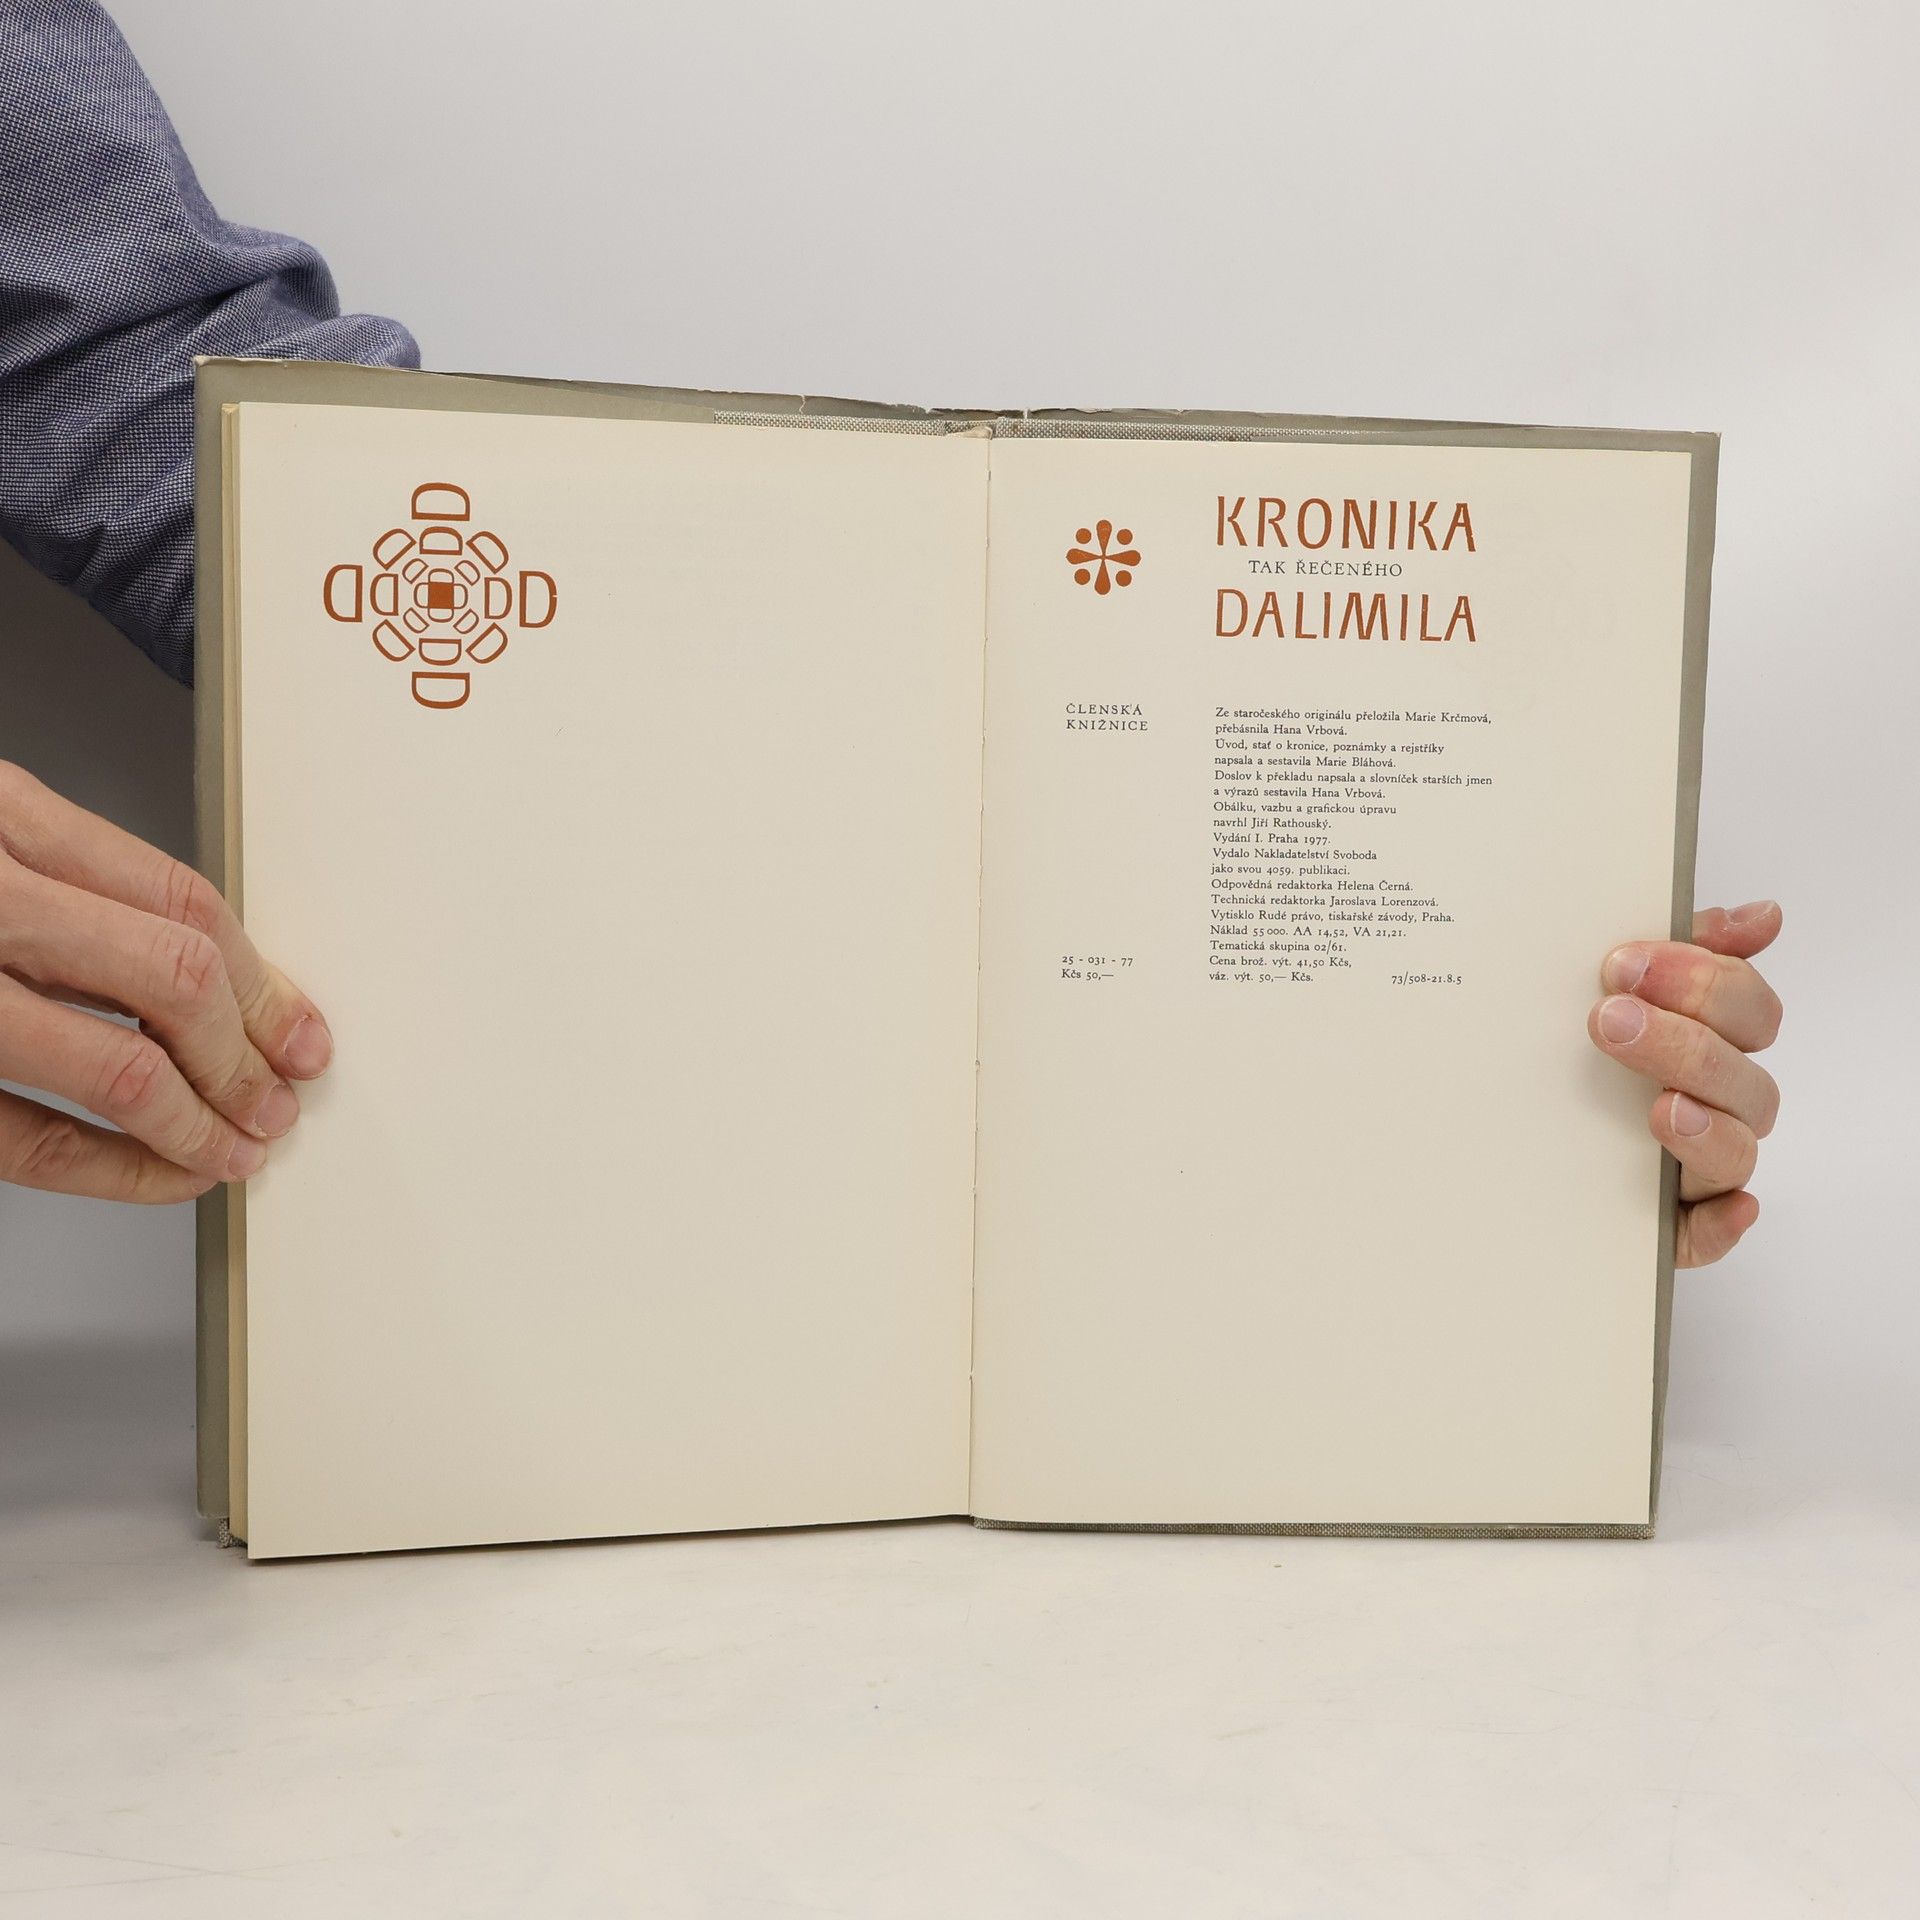 KRONIKA
TAK ŘEČENÉHO
DALIMILA
ČLENSKÁ
KNIŽNICE
Ze staročeského originálu přeložila Marie Krčmová,
přebásnila Hana Vrbová.
Úvod, stať o kronice, poznámky a rejstříky
napsala a sestavila Marie Bláhová.
Doslov k překladu napsala a slovníček starších jmen
a výrazů sestavila Hana Vrbová.
Obálku, vazbu a grafickou úpravu
navrhl Jiří Rathouský.
Vydání I. Praha 1977.
Vydalo Nakladatelství Svoboda
jako svou 4059. publikaci.
Odpovědná redaktorka Helena Černá.
Technická redaktorka Jaroslava Lorenzová.
Vytisklo Rudé právo, tiskařské závody, Praha.
Náklad 55 000. AA 14,52, VA 21,21.
Tematická skupina 02/61.
25 - 031 - 77 Cena brož. výt. 41,50 Kčs,
Kčs 50,— váz. výt. 50,— Kčs. 73/508-21.8.5